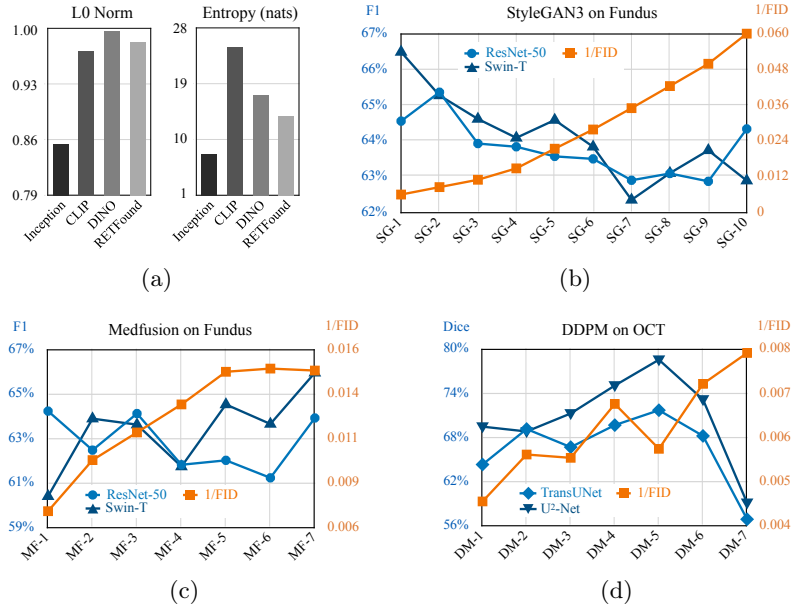 L0 Norm
1.00
0.93
0.86
0.79
Inception
CLIP
DINO
RETFound
Entropy (nats)
28
19
10
1
Inception
CLIP
DINO
RETFound
(a)
F1
StyleGAN3 on Fundus
1/FID
67%
66%
65%
64%
63%
62%
ResNet-50
1/FID
Swin-T
0.060
0.048
0.036
0.024
0.012
0
SG-1
SG-2
SG-3
SG-4
SG-5
SG-6
SG-7
SG-8
SG-9
SG-10
(b)
F1
Medfusion on Fundus
1/FID
67%
65%
63%
61%
59%
ResNet-50
1/FID
Swin-T
0.016
0.014
0.011
0.009
0.006
MF-1
MF-2
MF-3
MF-4
MF-5
MF-6
MF-7
(c)
Dice
DDPM on OCT
1/FID
80%
74%
68%
62%
56%
TransUNet
1/FID
U²-Net
0.008
0.007
0.006
0.005
0.004
DM-1
DM-2
DM-3
DM-4
DM-5
DM-6
DM-7
(d)